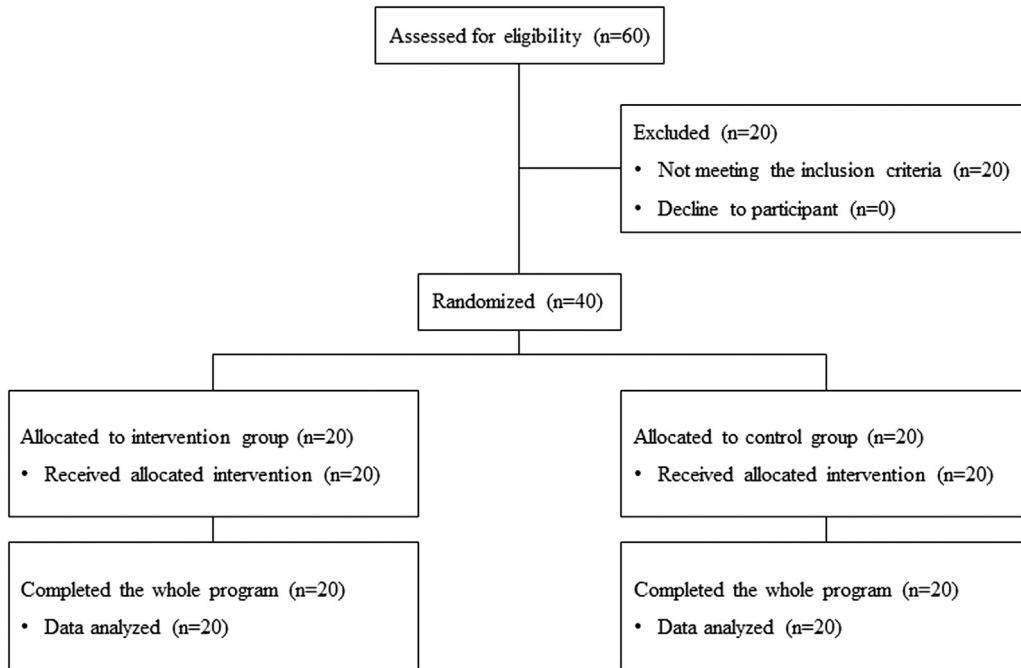 Assessed for eligibility (n=60)
Excluded (n=20)
• Not meeting the inclusion criteria (n=20)
• Decline to participant (n=0)
Randomized (n=40)
Allocated to intervention group (n=20)
• Received allocated intervention (n=20)
Allocated to control group (n=20)
• Received allocated intervention (n=20)
Completed the whole program (n=20)
• Data analyzed (n=20)
Completed the whole program (n=20)
• Data analyzed (n=20)